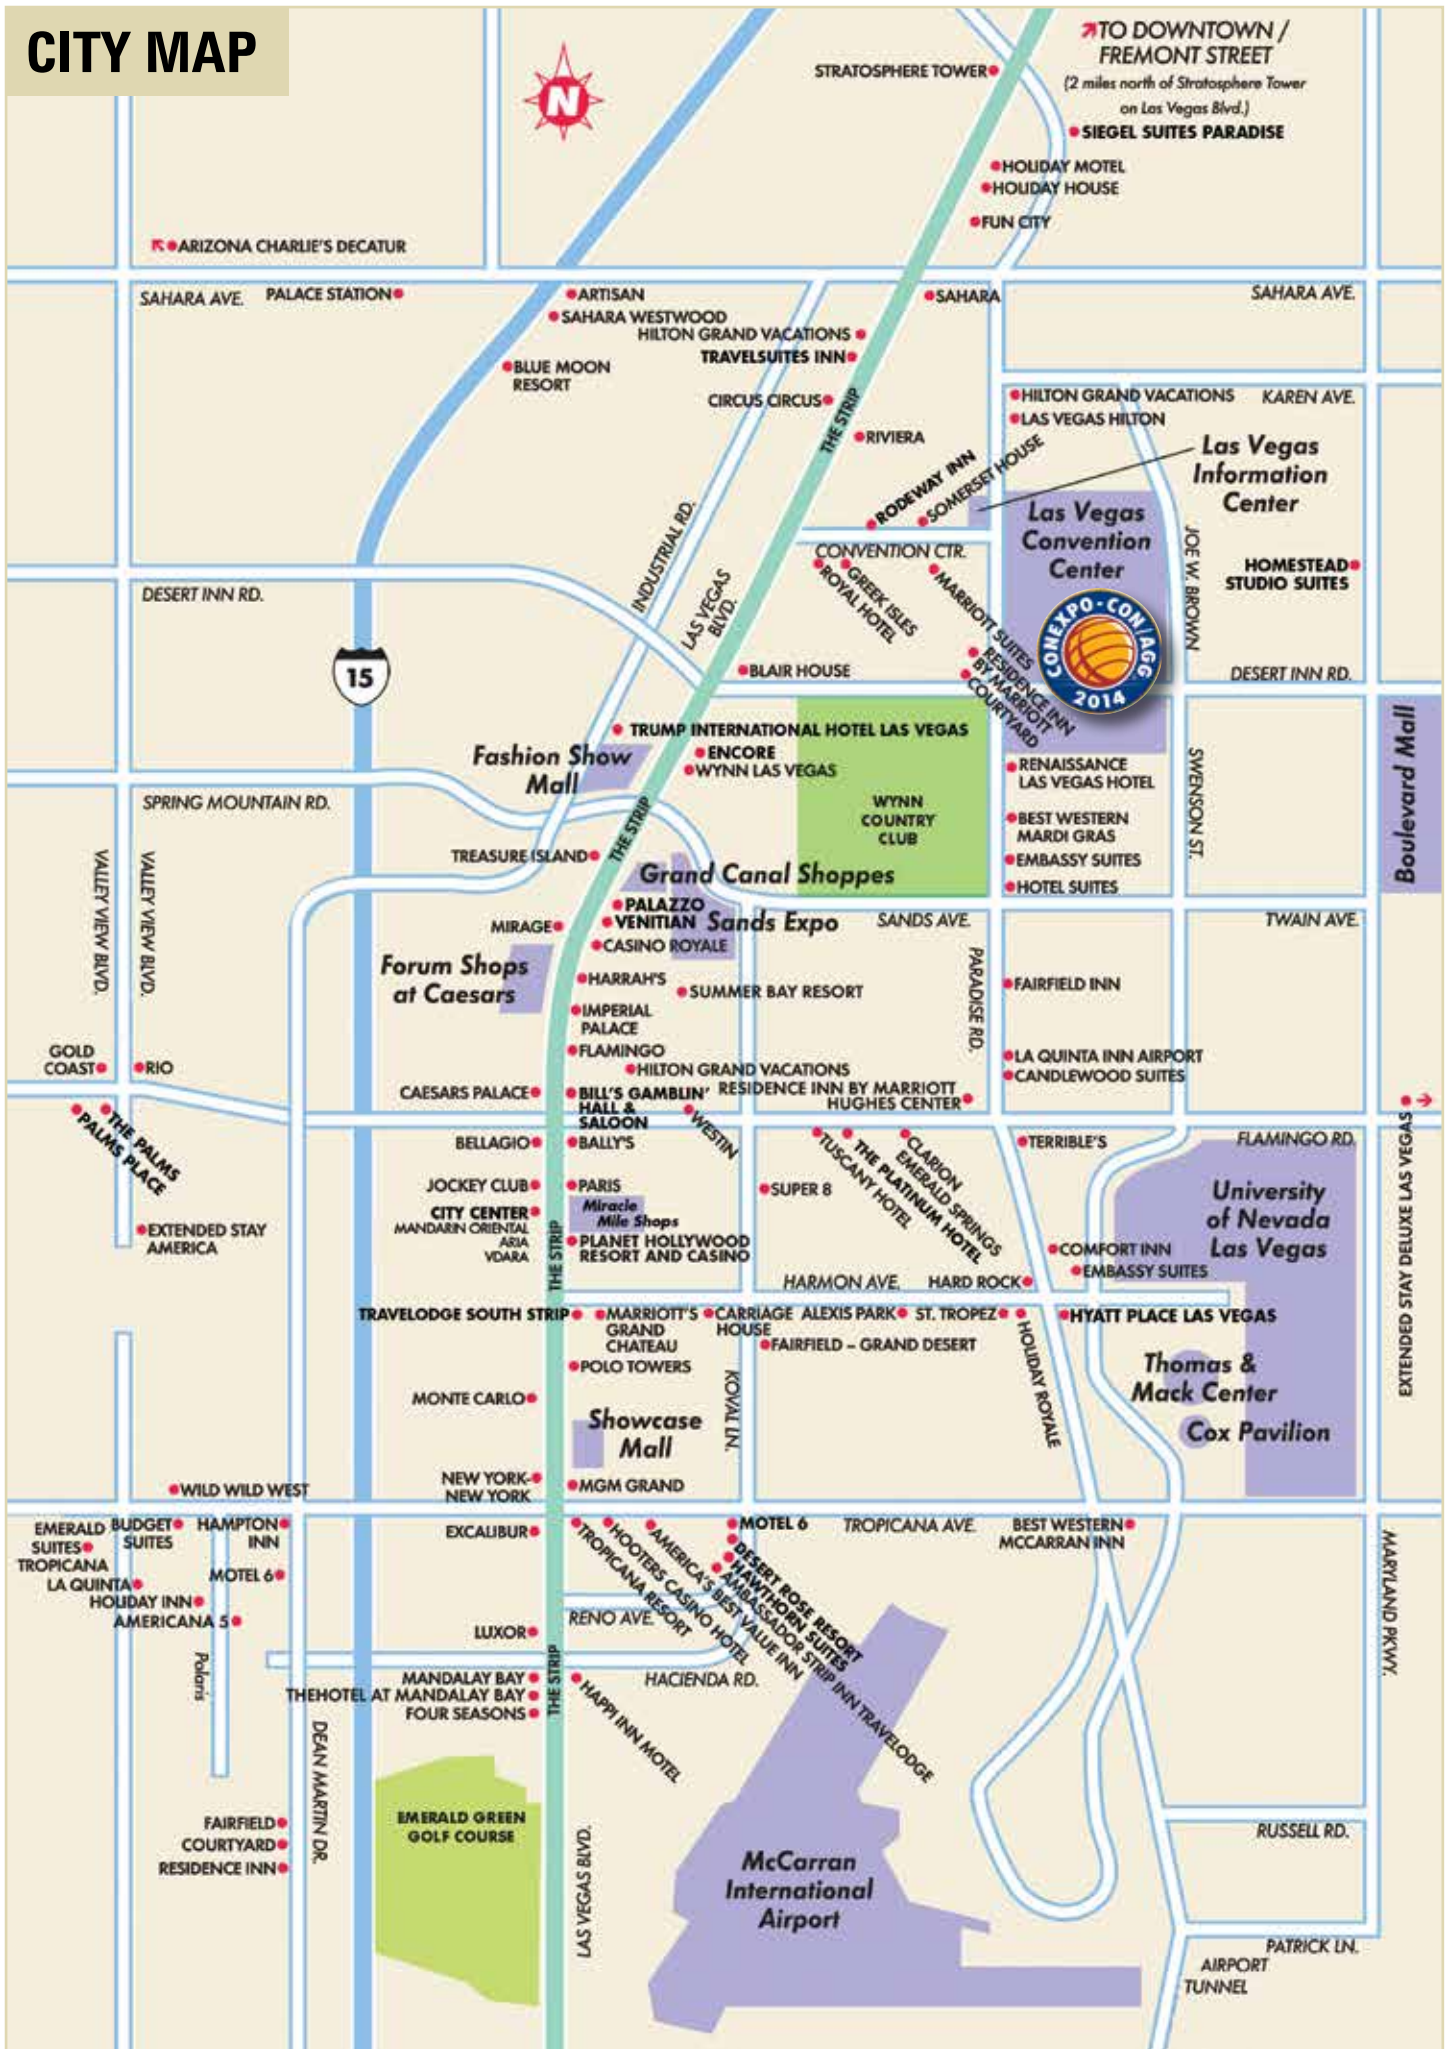 CITY MAP
N
TO DOWNTOWN /
FREMONT STREET
(2 miles north of Stratosphere Tower
on Las Vegas Blvd.)
STRATOSPHERE TOWER
SIEGEL SUITES PARADISE
HOLIDAY MOTEL
HOLIDAY HOUSE
FUN CITY
ARIZONA CHARLIE'S DECATUR
SAHARA AVE.
PALACE STATION
ARTISAN
SAHARA
SAHARA AVE.
SAHARA WESTWOOD
HILTON GRAND VACATIONS
TRAVELSUITES INN
BLUE MOON
RESORT
CIRCUS CIRCUS
THE STRIP
RIVIERA
HILTON GRAND VACATIONS
KAREN AVE.
LAS VEGAS HILTON
Las Vegas
Information
Center
RODEWAY INN
SOMERSET HOUSE
Las Vegas
Convention
Center
INDUSTRIAL RD.
CONVENTION CTR.
ROYAL HOTEL
GREEK ISLES
MARRIOTT SUITES
JOE W. BROWN
HOMESTEAD
STUDIO SUITES
DESERT INN RD.
LAS VEGAS
BLVD.
CONEXPO-CON/AGG
2014
15
BLAIR HOUSE
RESIDENCE INN
BY MARRIOTT
COURTYARD
DESERT INN RD.
TRUMP INTERNATIONAL HOTEL LAS VEGAS
Fashion Show
Mall
ENCORE
WYNN LAS VEGAS
RENAISSANCE
LAS VEGAS HOTEL
SWENSON ST.
Boulevard Mall
SPRING MOUNTAIN RD.
THE STRIP
WYNN
COUNTRY
CLUB
BEST WESTERN
MARDI GRAS
VALLEY VIEW BLVD.
VALLEY VIEW BLVD.
TREASURE ISLAND
EMBASSY SUITES
Grand Canal Shoppes
HOTEL SUITES
PALAZZO
VENITIAN
Sands Expo
SANDS AVE.
TWAIN AVE.
MIRAGE
CASINO ROYALE
Forum Shops
at Caesars
HARRAH'S
SUMMER BAY RESORT
PARADISE RD.
FAIRFIELD INN
IMPERIAL
PALACE
FLAMINGO
GOLD
COAST
RIO
HILTON GRAND VACATIONS
LA QUINTA INN AIRPORT
CANDLEWOOD SUITES
CAESARS PALACE
BILL'S GAMBLIN'
HALL &
SALOON
RESIDENCE INN BY MARRIOTT
HUGHES CENTER
THE PALMS
PALMS PLACE
WESTIN
BELLAGIO
BALLY'S
TUSCANY HOTEL
THE PLATINUM HOTEL
CLARION
EMERALD SPRINGS
TERRIBLE'S
FLAMINGO RD.
EXTENDED STAY DELUXE LAS VEGAS
JOCKEY CLUB
PARIS
SUPER 8
University
of Nevada
Las Vegas
CITY CENTER
MANDARIN ORIENTAL
ARIA
VDARA
Miracle
Mile Shops
EXTENDED STAY
AMERICA
THE STRIP
PLANET HOLLYWOOD
RESORT AND CASINO
COMFORT INN
EMBASSY SUITES
HARMON AVE.
HARD ROCK
TRAVELODGE SOUTH STRIP
MARRIOTT'S
GRAND
CHATEAU
CARRIAGE
HOUSE
ALEXIS PARK
ST. TROPEZ
HOLIDAY ROYALE
HYATT PLACE LAS VEGAS
FAIRFIELD – GRAND DESERT
POLO TOWERS
Thomas &
Mack Center
MONTE CARLO
KOVAL LN.
Showcase
Mall
Cox Pavilion
NEW YORK-
NEW YORK
MGM GRAND
WILD WILD WEST
EMERALD
SUITES
TROPICANA
BUDGET
SUITES
HAMPTON
INN
EXCALIBUR
MOTEL 6
TROPICANA AVE.
BEST WESTERN
MCCARRAN INN
TROPICANA RESORT
HOOTERS CASINO HOTEL
AMERICA'S BEST VALUE INN
DESERT ROSE RESORT
HAWTHORN SUITES
AMBASSADOR STRIP INN TRAVELODGE
MARYLAND PKWY.
LA QUINTA
MOTEL 6
HOLIDAY INN
AMERICANA 5
RENO AVE.
LUXOR
Polaris
THE STRIP
HACIENDA RD.
MANDALAY BAY
THEHOTEL AT MANDALAY BAY
FOUR SEASONS
HAPPI INN MOTEL
DEAN MARTIN DR.
FAIRFIELD
COURTYARD
RESIDENCE INN
EMERALD GREEN
GOLF COURSE
LAS VEGAS BLVD.
McCarran
International
Airport
RUSSELL RD.
PATRICK LN.
AIRPORT
TUNNEL